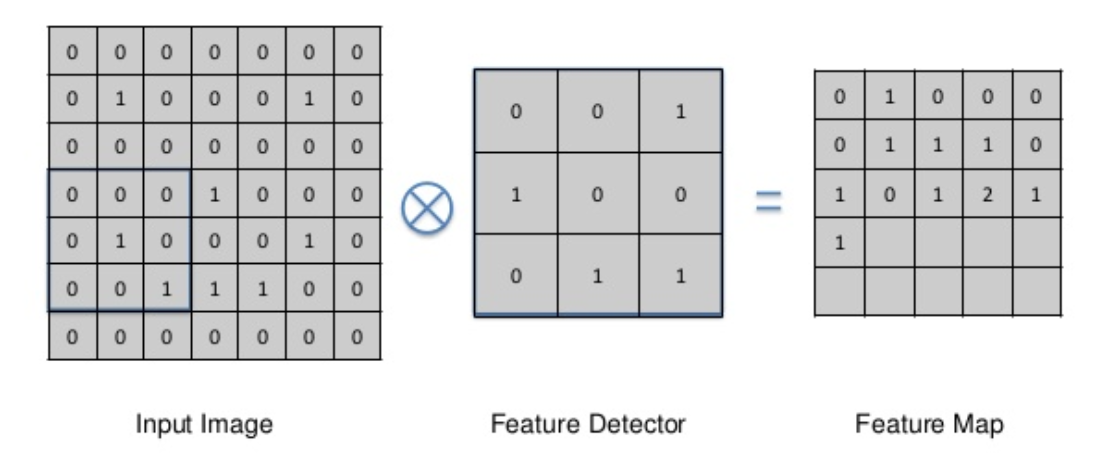 0 0 0 0 0 0 0
0 1 0 0 0 1 0
0 0 0 0 0 0 0
0 0 0 1 0 0 0
0 1 0 0 0 1 0
0 0 1 1 1 0 0
0 0 0 0 0 0 0
Input Image
0 0 1
1 0 0
0 1 1
Feature Detector
=
0 1 0 0 0
0 1 1 1 0
1 0 1 2 1
1
Feature Map